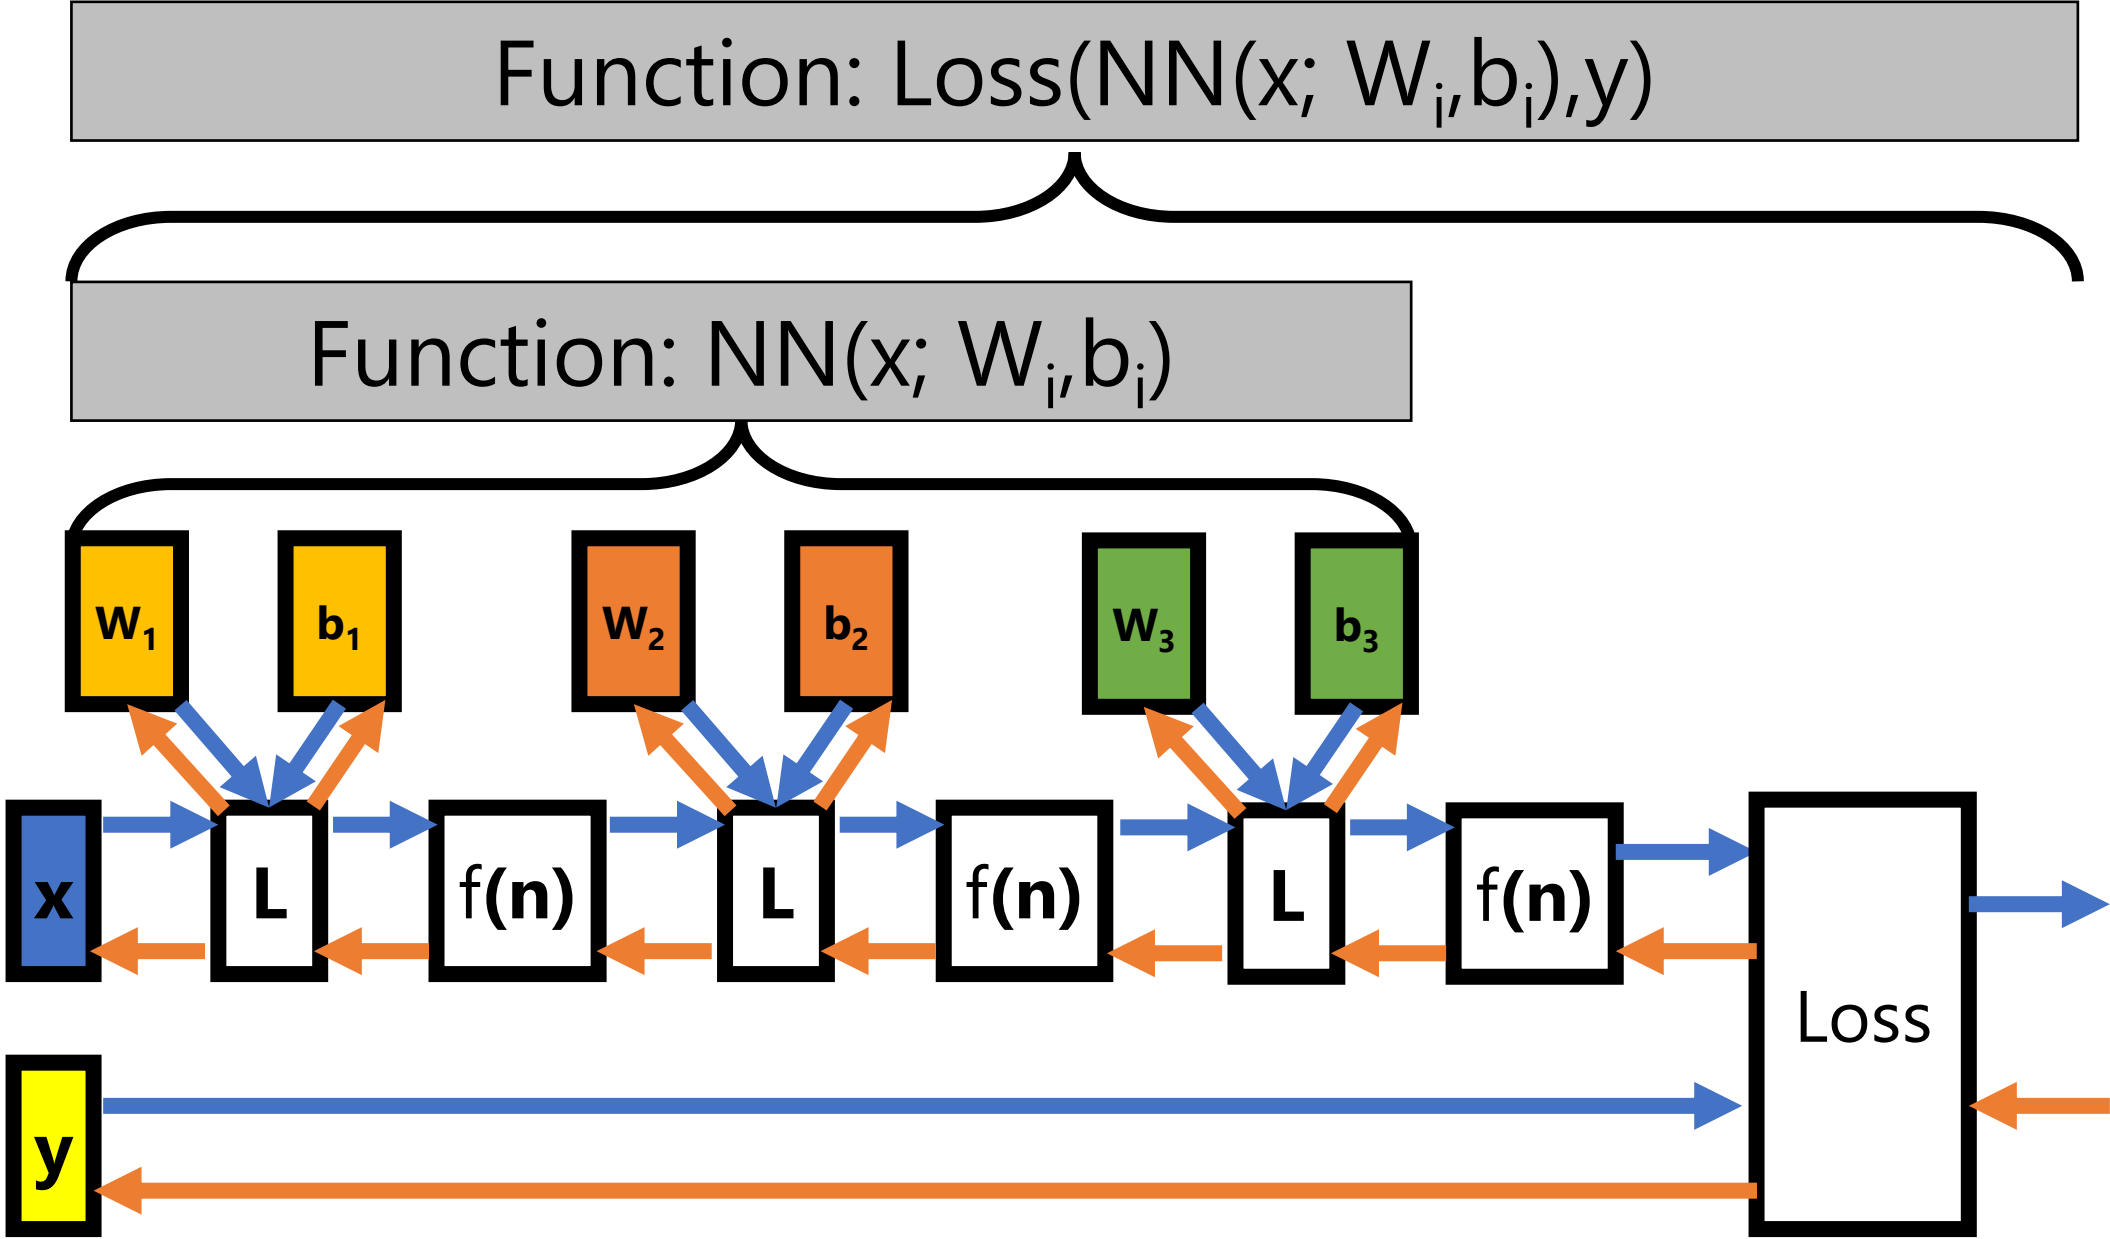 Function: Loss(NN(x; Wᵢ,bᵢ),y)
Function: NN(x; Wᵢ,bᵢ)
W₁ b₁ W₂ b₂ W₃ b₃
x L f(n) L f(n) L f(n)
Loss
y